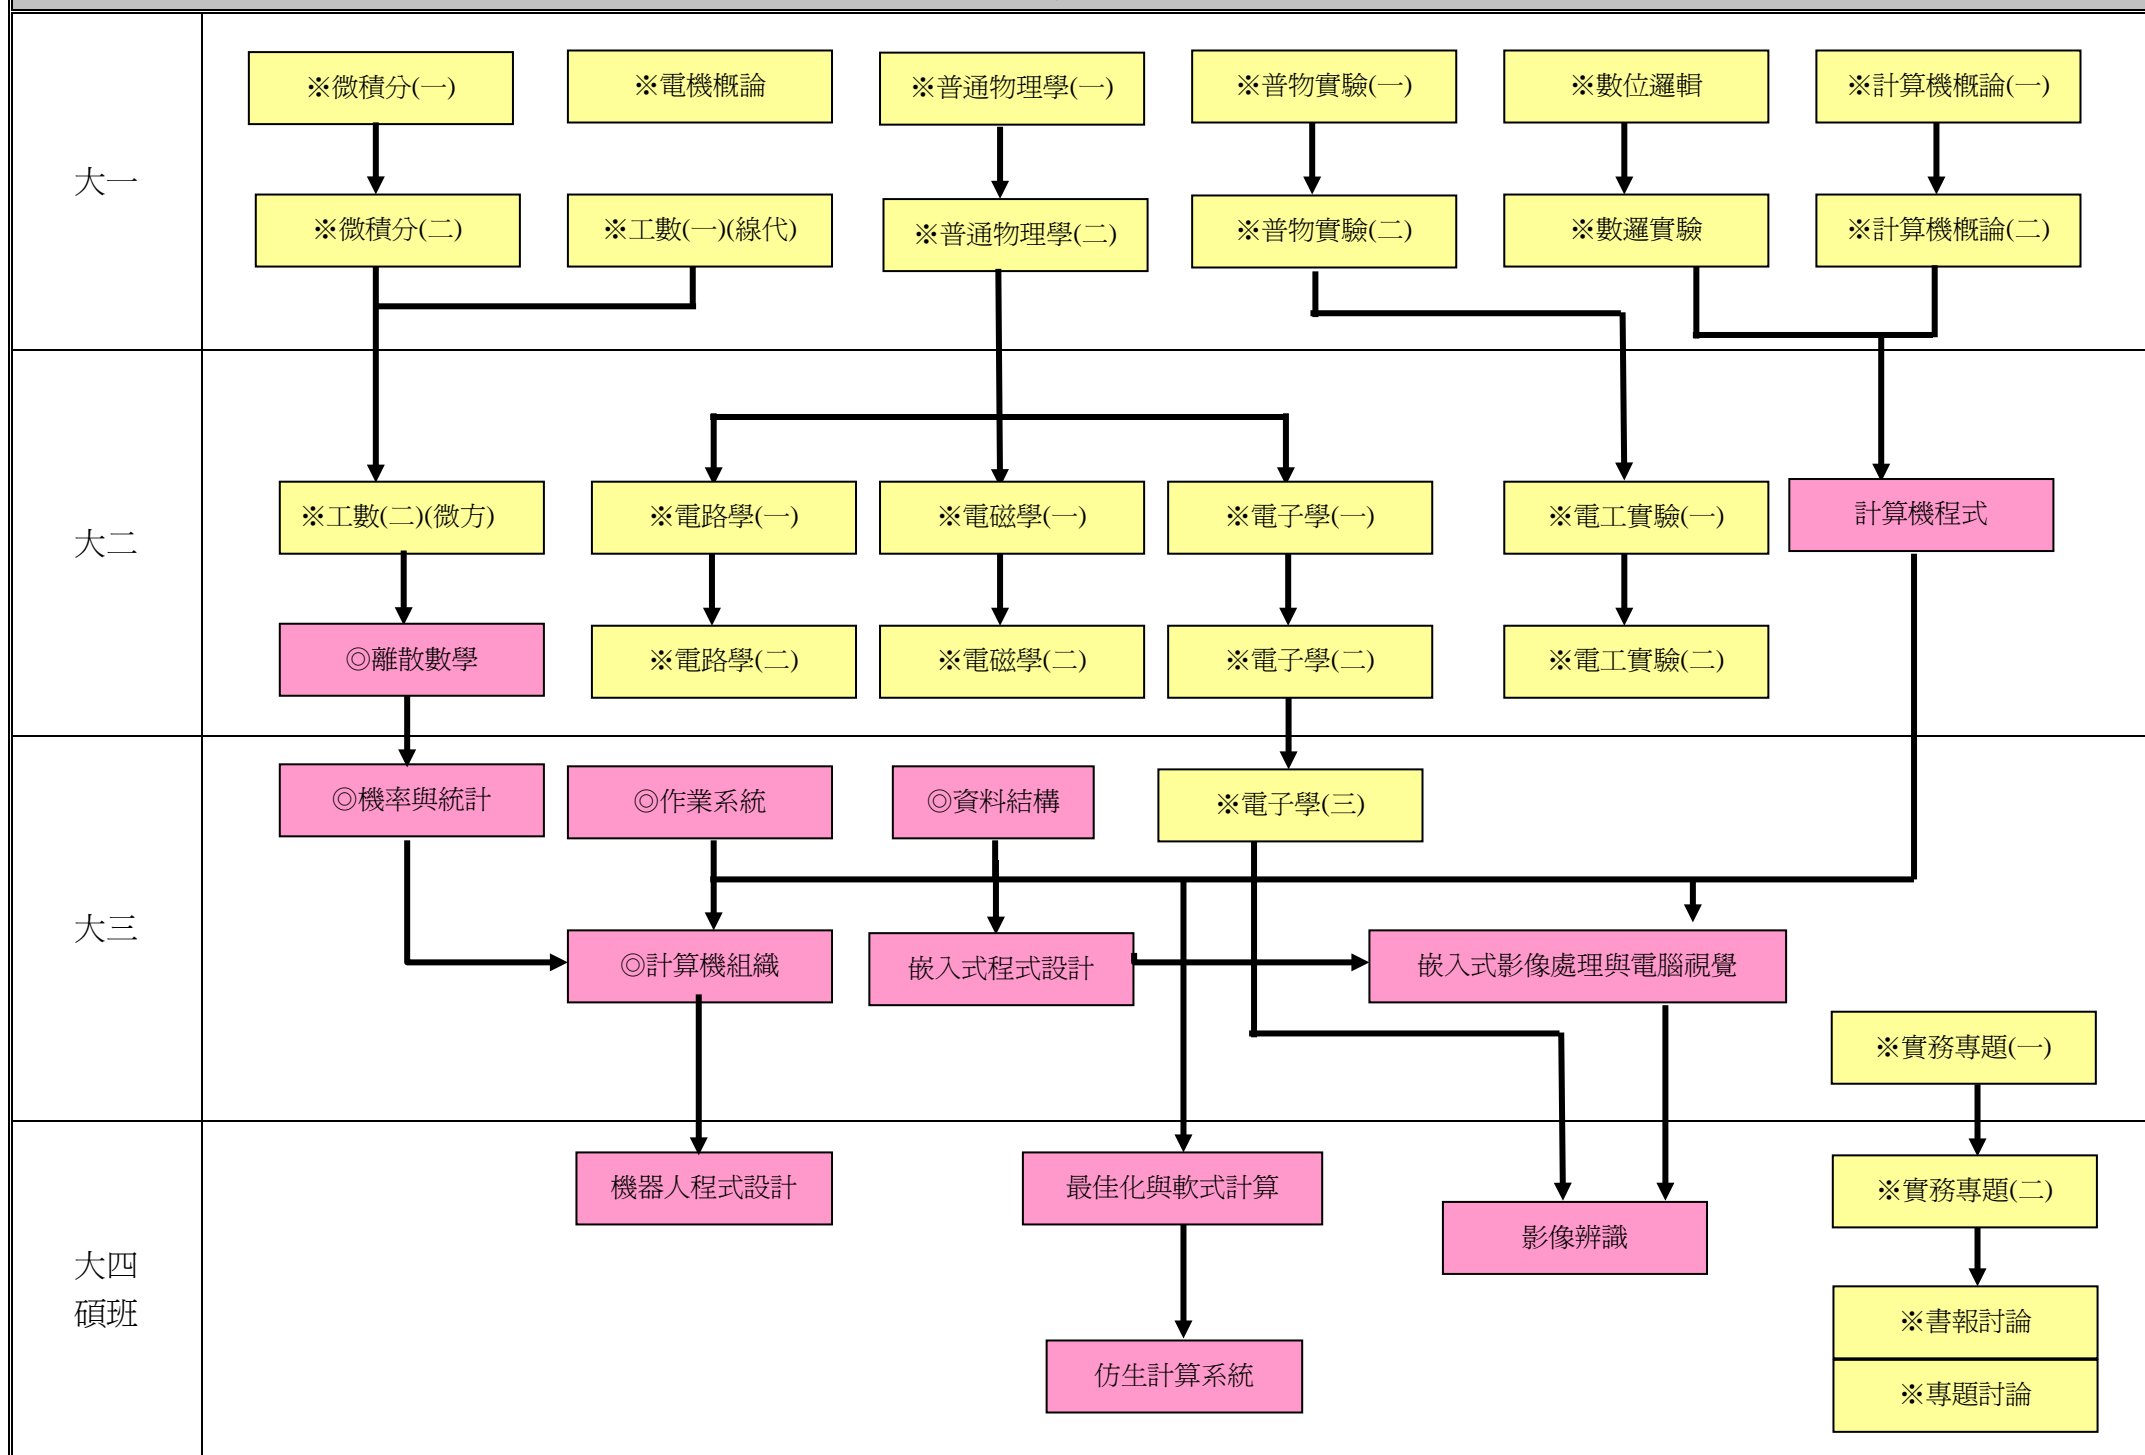 大一
※微積分(一)
※電機概論
※普通物理學(一)
※普物實驗(一)
※數位邏輯
※計算機概論(一)
※微積分(二)
※工數(一)(線代)
※普通物理學(二)
※普物實驗(二)
※數邏實驗
※計算機概論(二)
大二
※工數(二)(微方)
※電路學(一)
※電磁學(一)
※電子學(一)
※電工實驗(一)
計算機程式
◎離散數學
※電路學(二)
※電磁學(二)
※電子學(二)
※電工實驗(二)
大三
◎機率與統計
◎作業系統
◎資料結構
※電子學(三)
◎計算機組織
嵌入式程式設計
嵌入式影像處理與電腦視覺
※實務專題(一)
大四
碩班
機器人程式設計
最佳化與軟式計算
影像辨識
※實務專題(二)
※書報討論
仿生計算系統
※專題討論